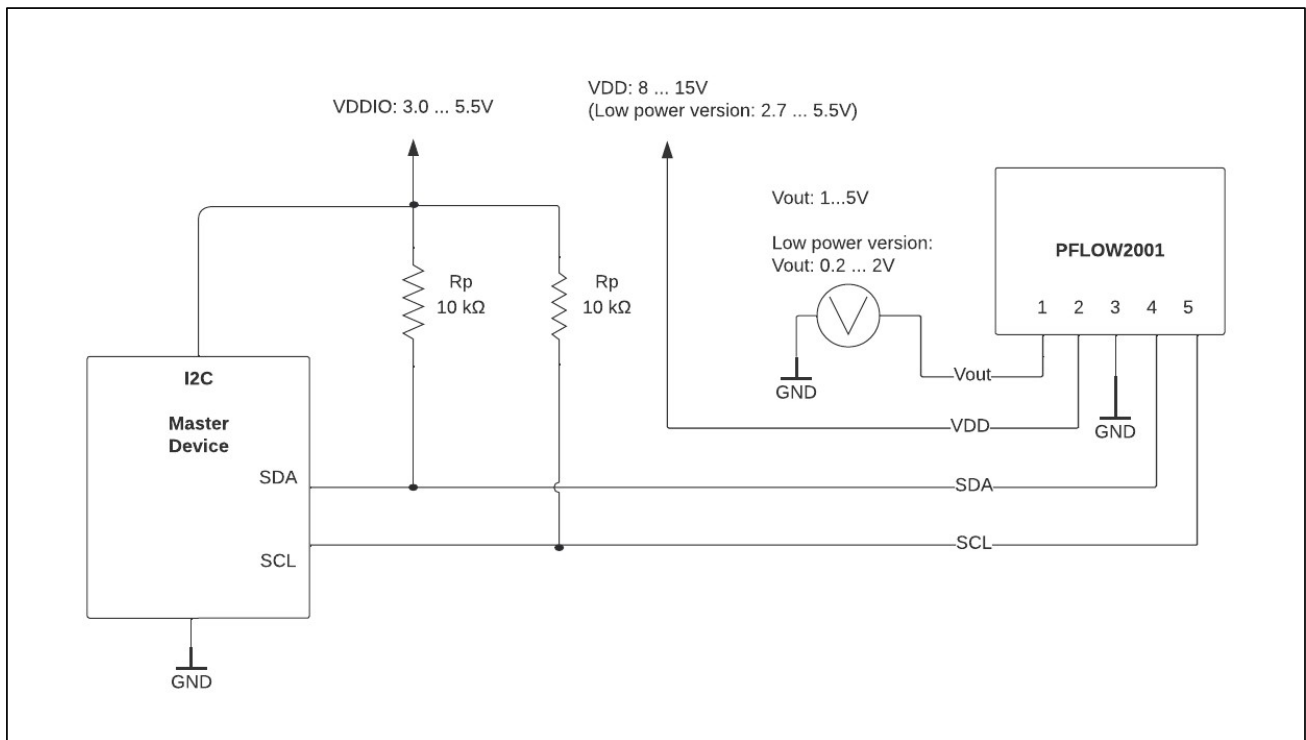 VDDIO: 3.0 ... 5.5V
VDD: 8 ... 15V
(Low power version: 2.7 ... 5.5V)
Vout: 1...5V
Low power version:
Vout: 0.2 ... 2V
PFLOW2001
1 2 3 4 5
Rp
10 kΩ
Rp
10 kΩ
V
GND
Vout
VDD
GND
I2C
Master
Device
SDA
SDA
SCL
SCL
GND